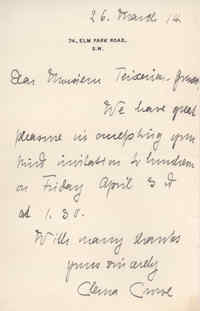 26. March 14
74, ELM PARK ROAD,
S.W.
Dear Monsieur Teixeira-Gomes,
We have great
pleasure in accepting your
kind invitation to luncheon
on Friday April 3rd
at 1.30.
With many thanks
yours sincerely